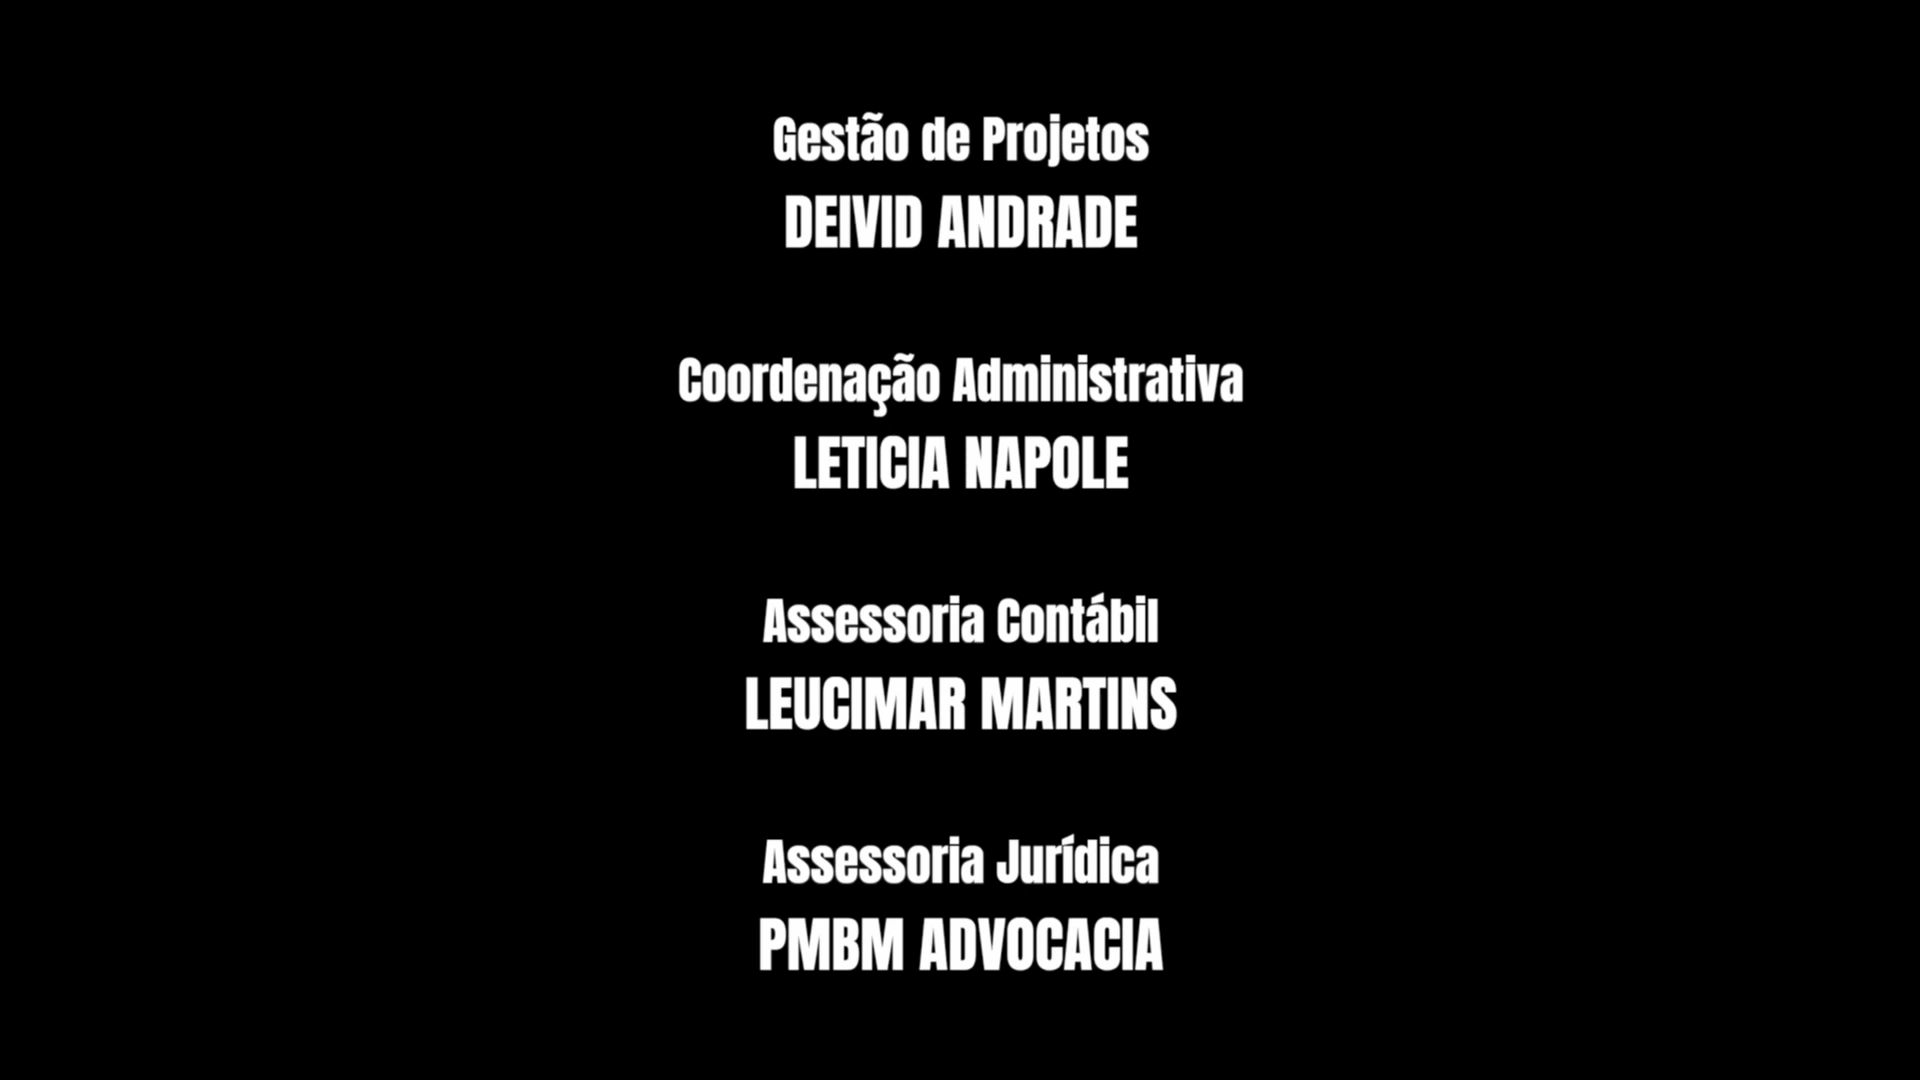 Gestão de Projetos
DEIVID ANDRADE
Coordenação Administrativa
LETICIA NAPOLE
Assessoria Contábil
LEUCIMAR MARTINS
Assessoria Jurídica
PMBM ADVOCACIA